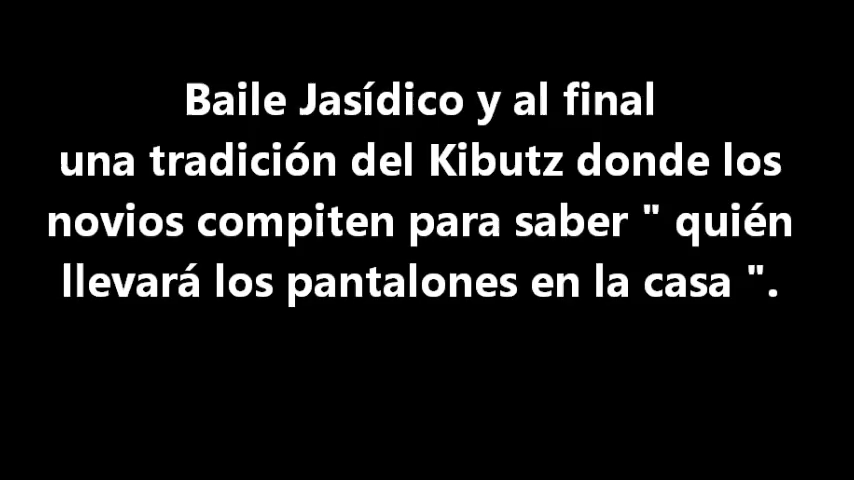 Baile Jasídico y al final
una tradición del Kibutz donde los
novios compiten para saber " quién
llevará los pantalones en la casa ".